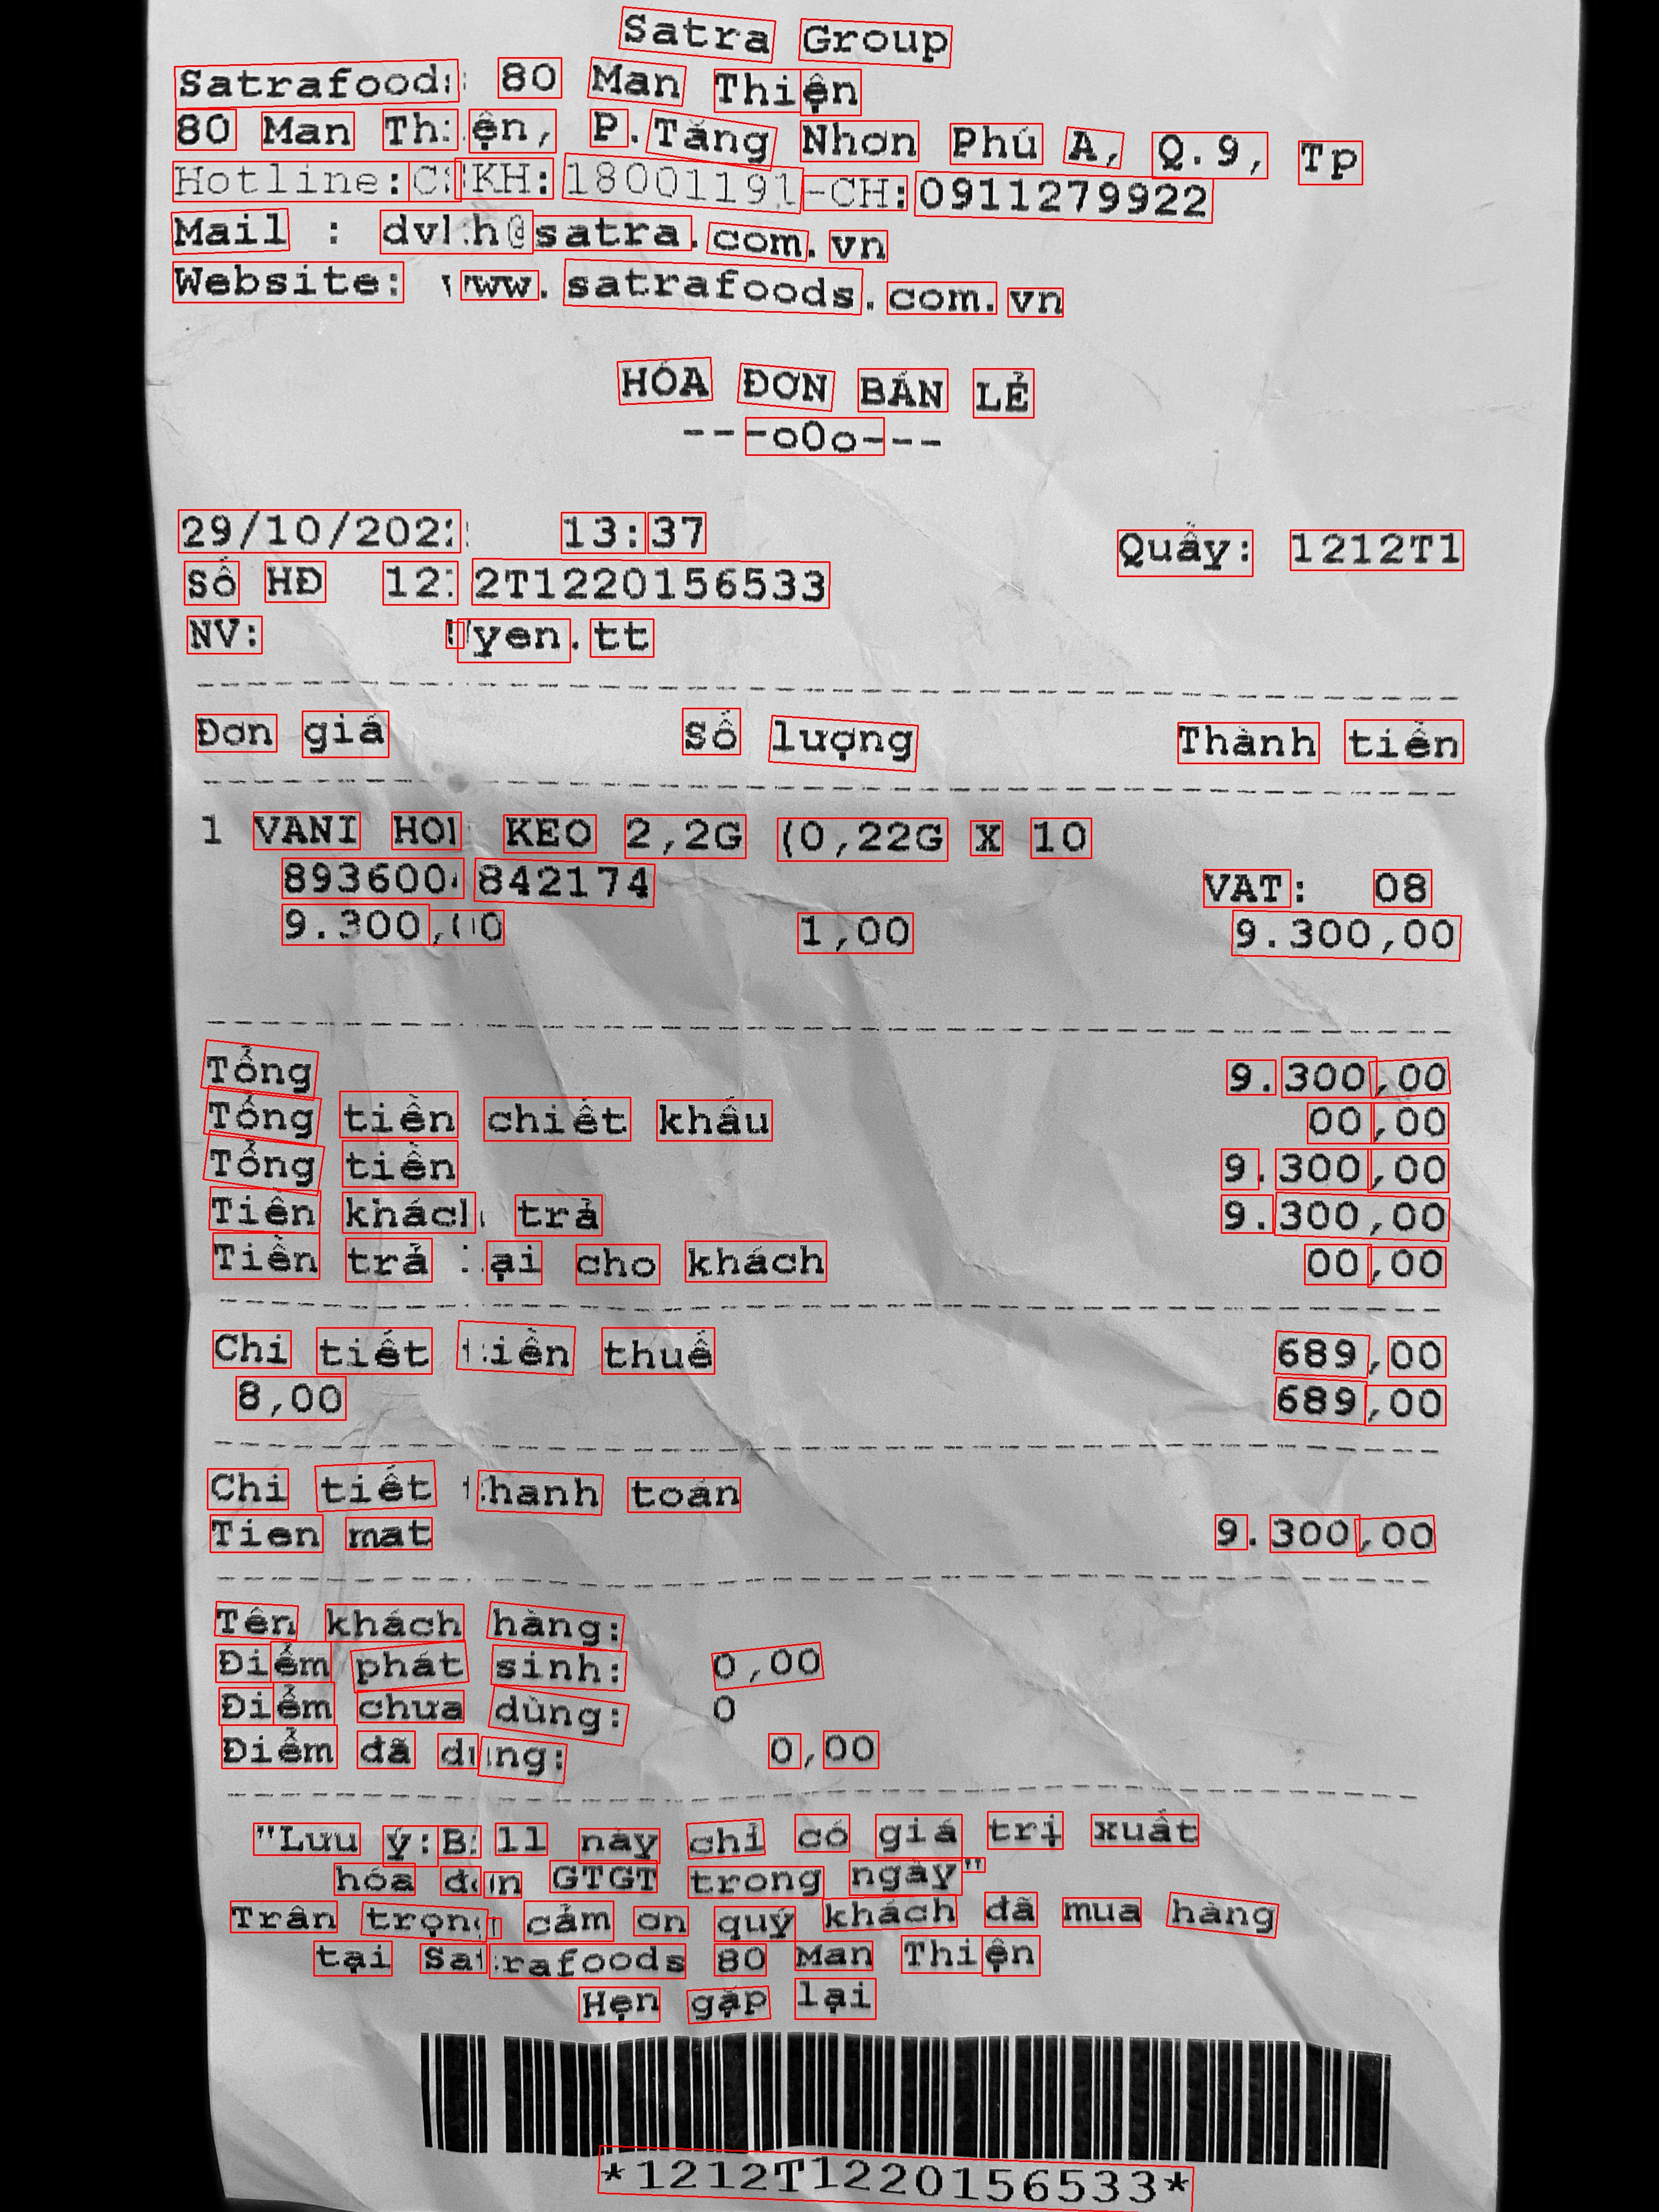 Satra Group
Satrafoods 80 Man Thiện
80 Man Thiện, P.Tăng Nhơn Phú A, Q.9, Tp
Hotline:CSKH:18001191-CH:0911279922
Mail : dvkh@satra.com.vn
Website: www.satrafoods.com.vn
HÓA ĐƠN BÁN LẺ
---oOo---
29/10/2022 13:37 Quầy: 1212T1
Số HĐ 1212T1220156533
NV: Uyen.tt
Đơn giá Số lượng Thành tiền
1 VANI HOI KEO 2,2G (0,22G X 10
893600 842174 VAT: 08
9.300,00 1,00 9.300,00
Tổng 9.300,00
Tổng tiền chiết khấu 00,00
Tổng tiền 9.300,00
Tiền khách trả 9.300,00
Tiền trả lại cho khách 00,00
Chi tiết tiền thuế 689,00
8,00 689,00
Chi tiết thanh toán
Tien mat 9.300,00
Tên khách hàng:
Điểm phát sinh: 0,00
Điểm chưa dùng: 0
Điểm đã dùng: 0,00
"Lưu ý:Bill này chỉ có giá trị xuất
hóa đơn GTGT trong ngày"
Trân trọng cảm ơn quý khách đã mua hàng
tại Satrafoods 80 Man Thiện
Hẹn gặp lại
*1212T1220156533*